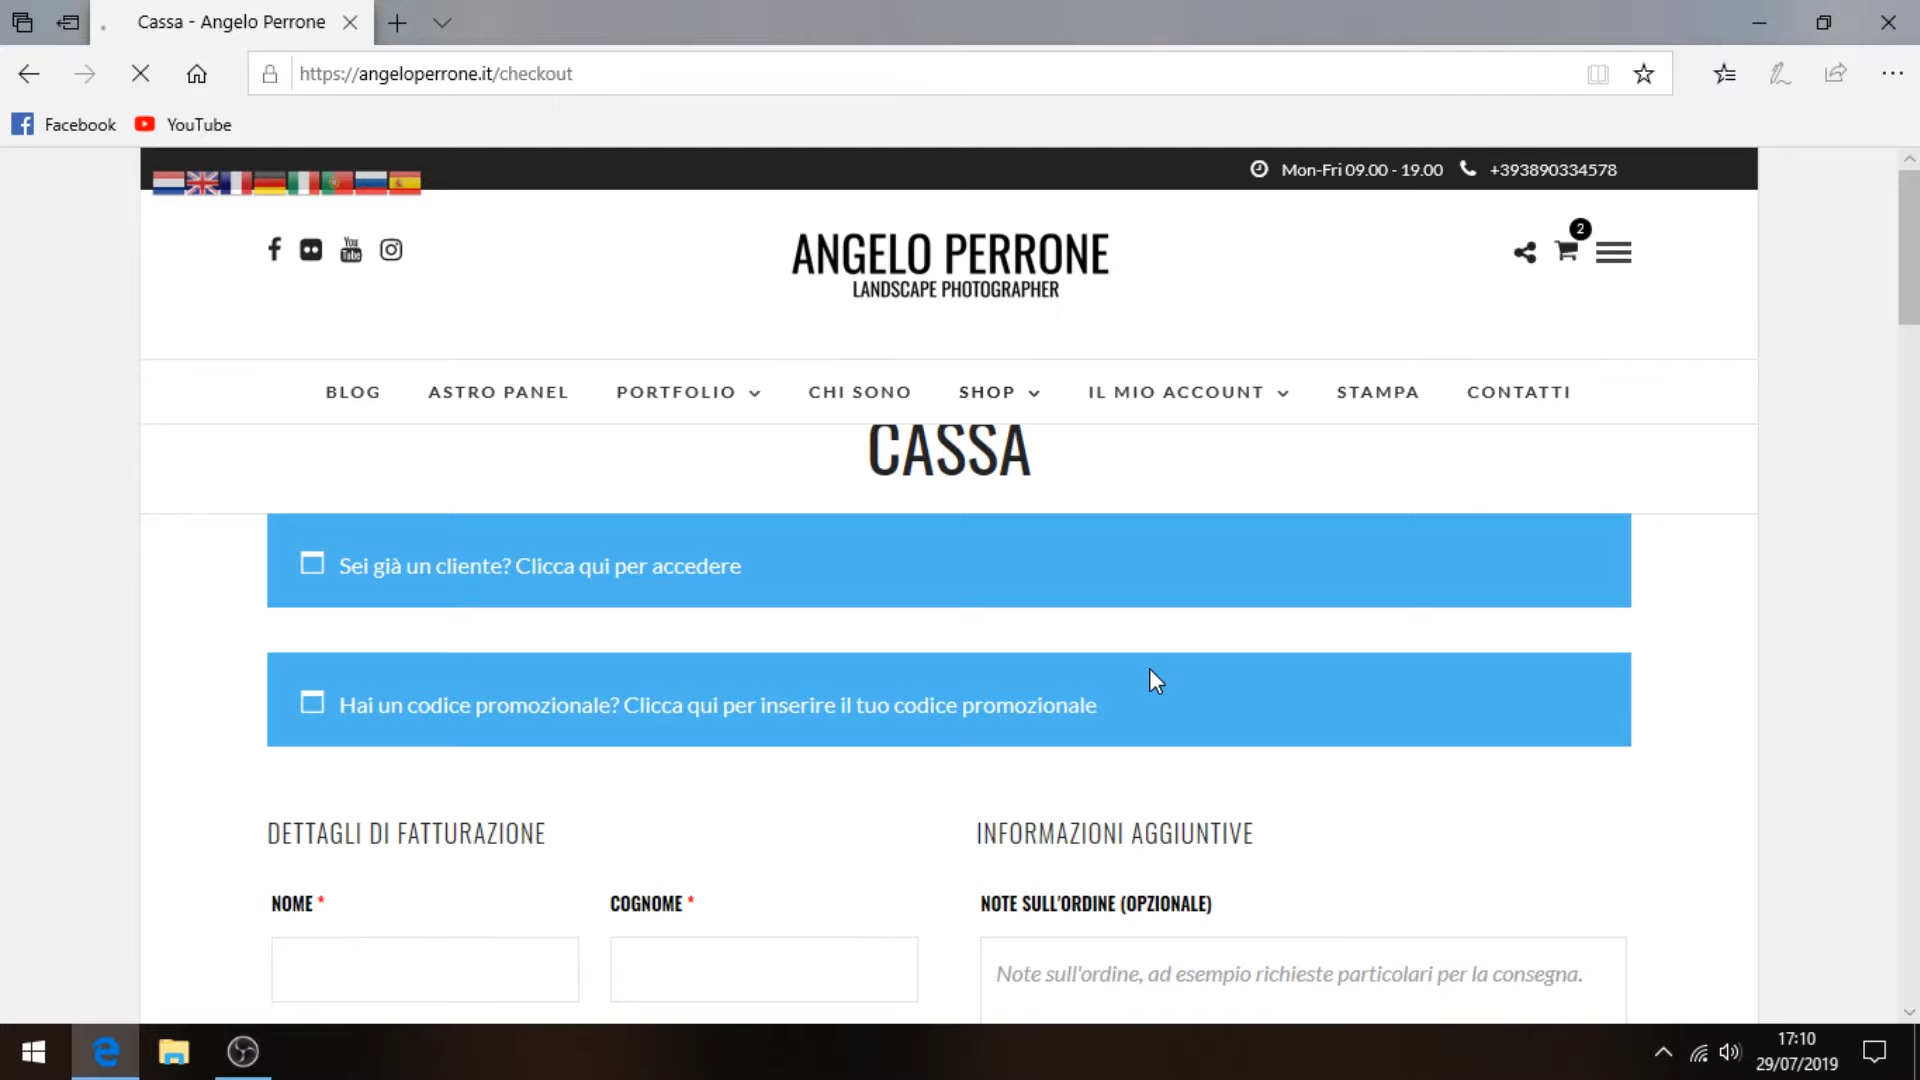 Cassa - Angelo Perrone
https://angeloperrone.it/checkout
Facebook
YouTube
Mon-Fri 09.00 - 19.00
+393890334578
You
Tube
ANGELO PERRONE
LANDSCAPE PHOTOGRAPHER
2
BLOG
ASTRO PANEL
PORTFOLIO
CHI SONO
SHOP
IL MIO ACCOUNT
STAMPA
CONTATTI
CASSA
Sei già un cliente? Clicca qui per accedere
Hai un codice promozionale? Clicca qui per inserire il tuo codice promozionale
DETTAGLI DI FATTURAZIONE
INFORMAZIONI AGGIUNTIVE
NOME *
COGNOME *
NOTE SULL'ORDINE (OPZIONALE)
Note sull'ordine, ad esempio richieste particolari per la consegna.
17:10
29/07/2019